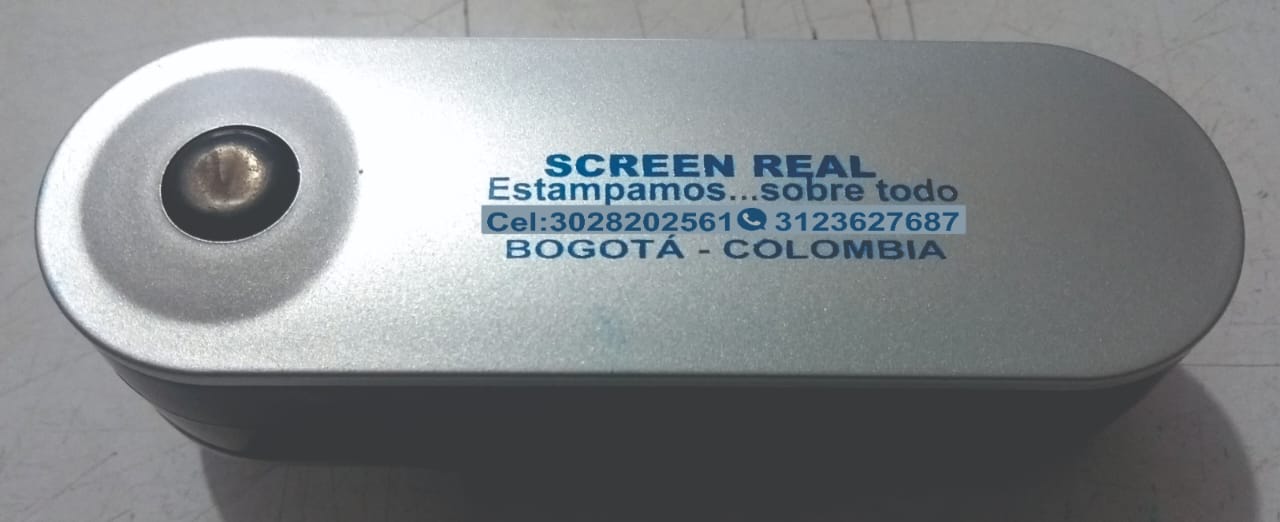 SCREEN REAL
Estampamos...sobre todo
Cel:3028202561 3123627687
BOGOTÁ - COLOMBIA